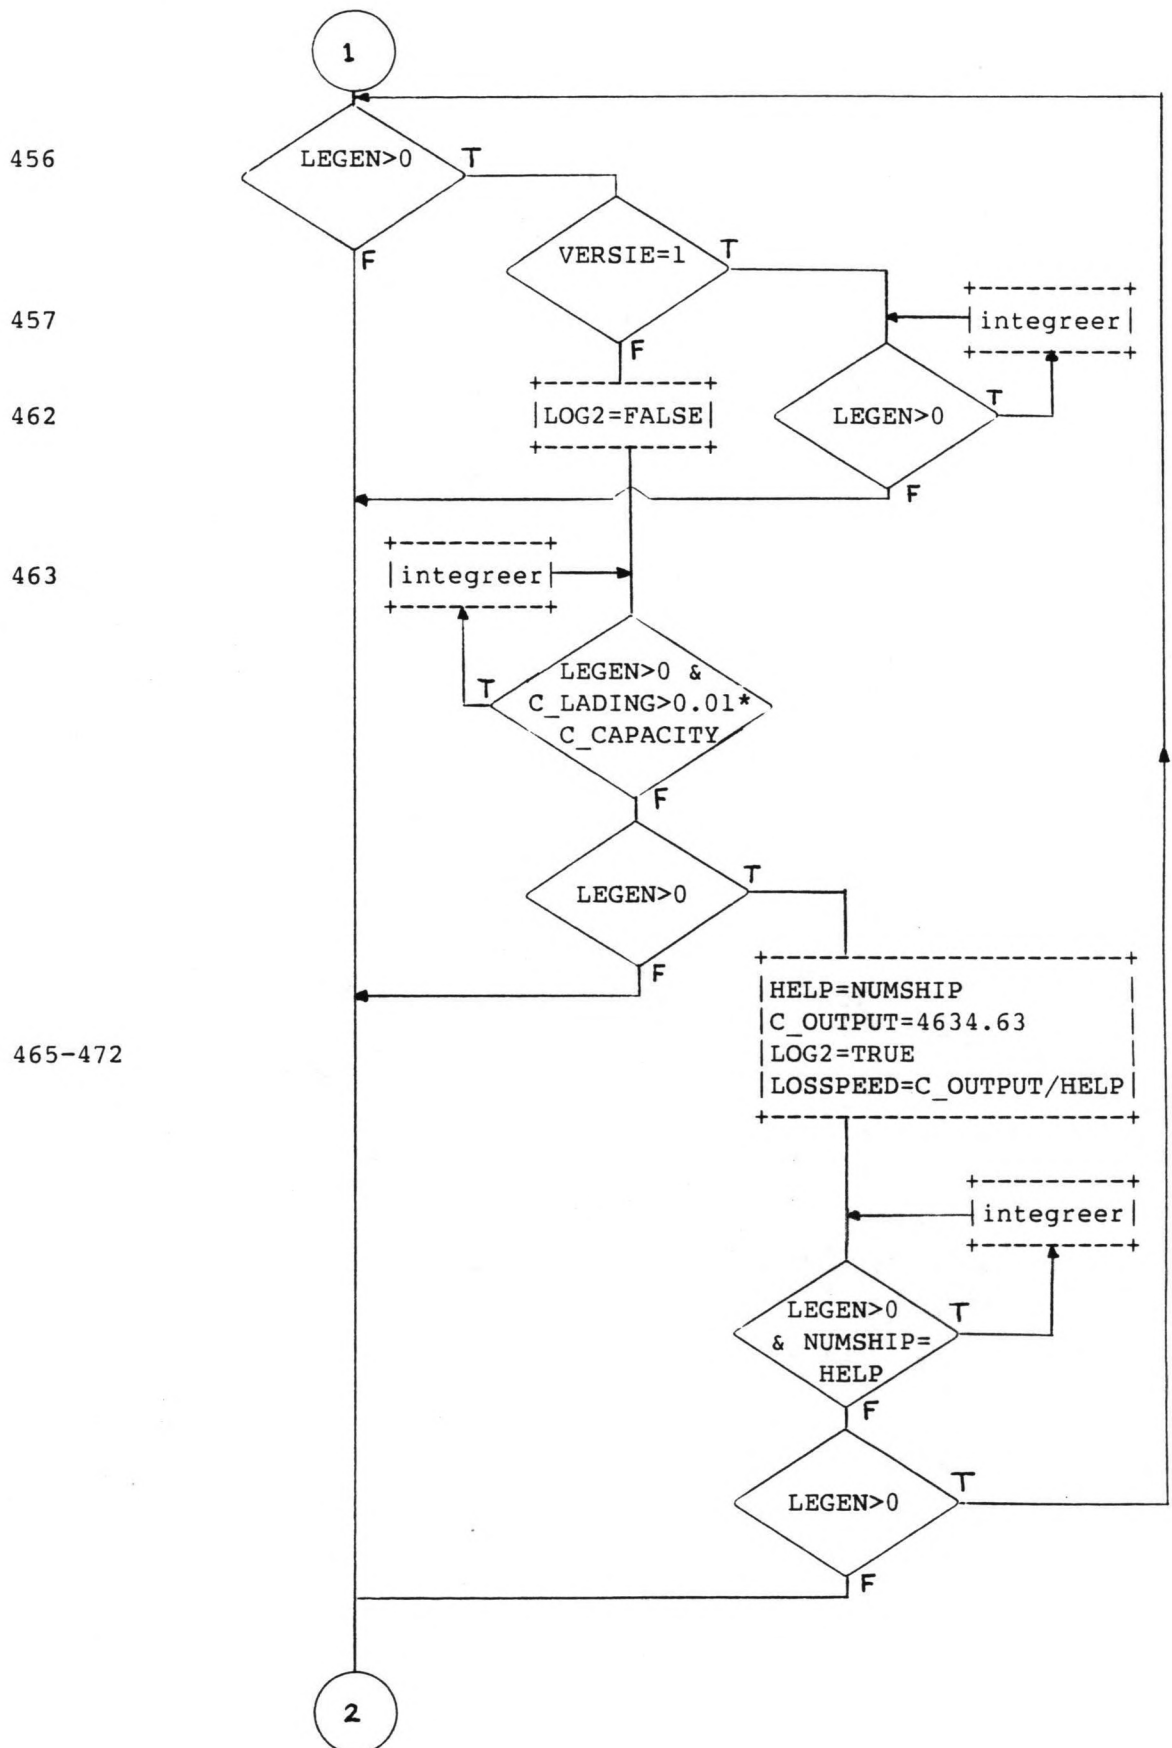 1
456
LEGEN>0
T
F
VERSIE=1
T
F
457
integreer
462
LOG2=FALSE
LEGEN>0
T
F
463
integreer
LEGEN>0 &
C_LADING>0.01*
C_CAPACITY
T
F
LEGEN>0
T
F
465-472
HELP=NUMSHIP
C_OUTPUT=4634.63
LOG2=TRUE
LOSSPEED=C_OUTPUT/HELP
integreer
LEGEN>0
& NUMSHIP=
HELP
T
F
LEGEN>0
T
F
2